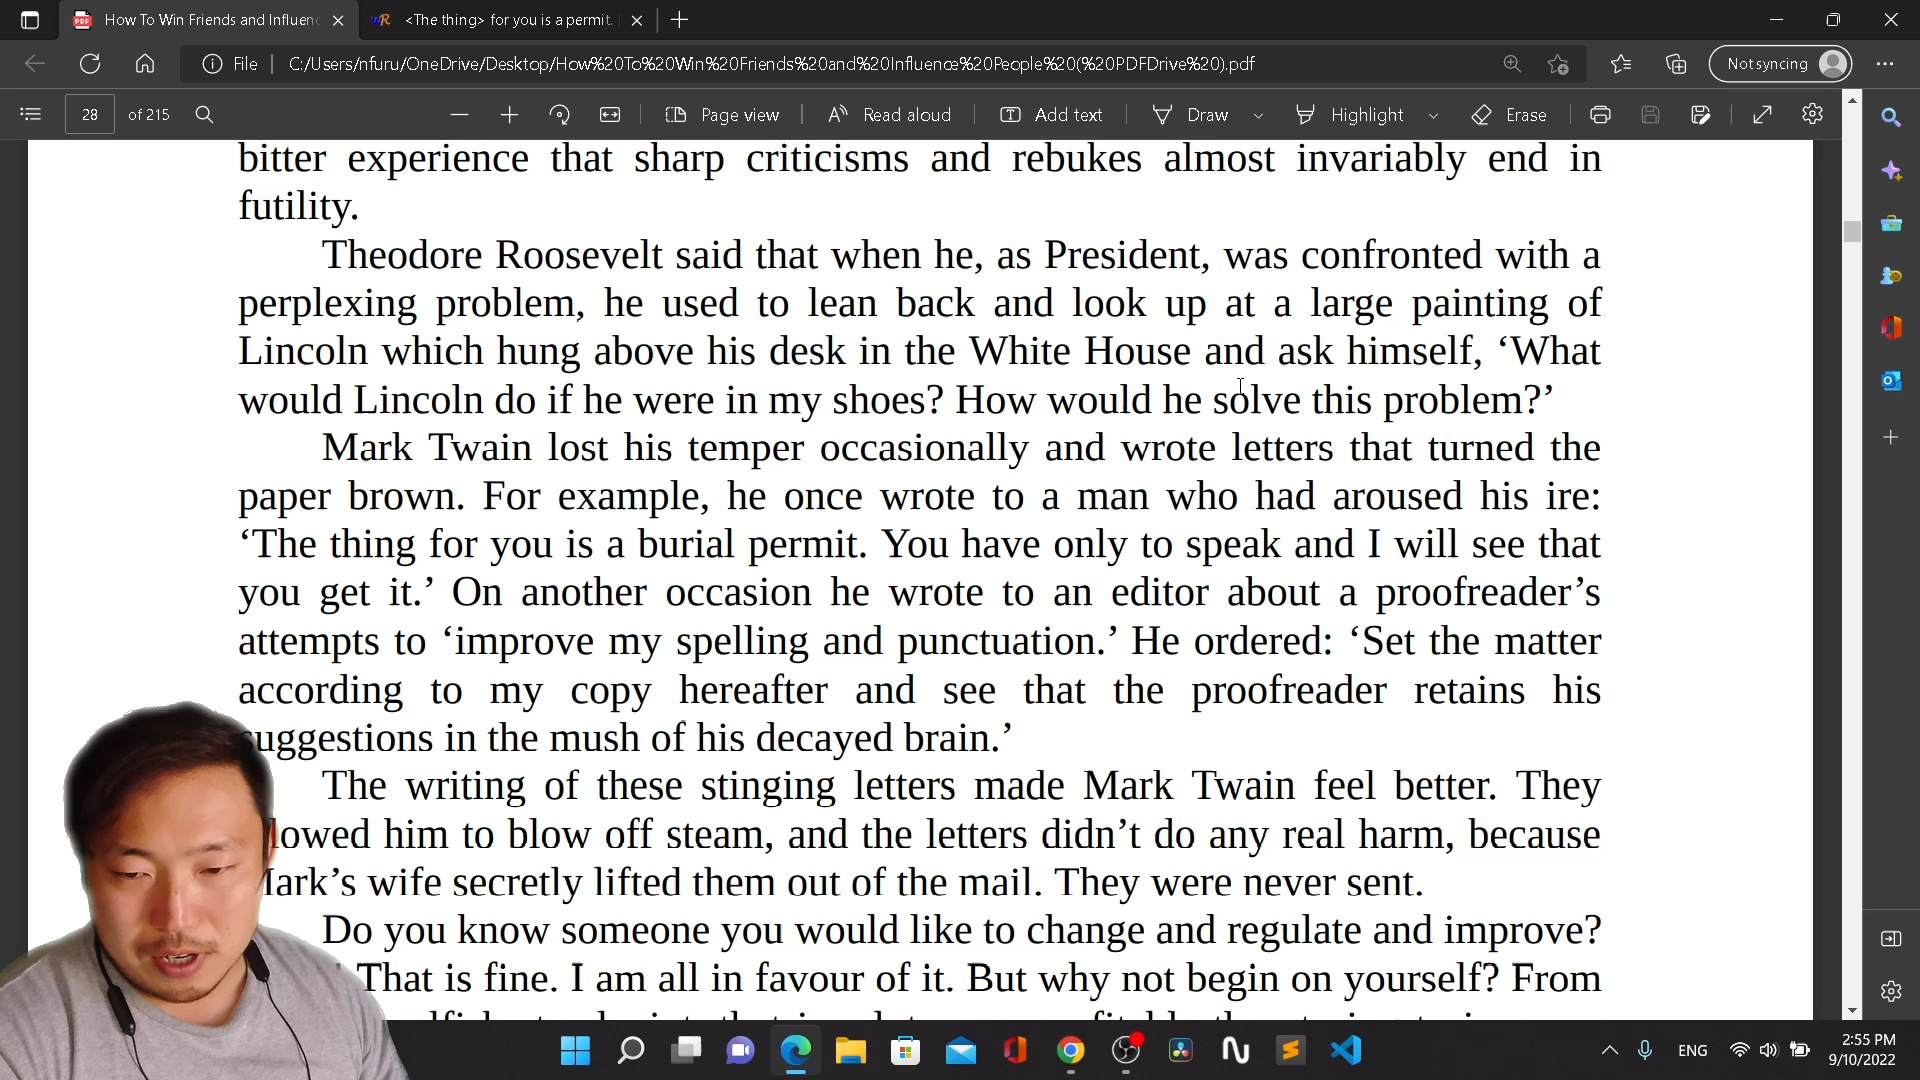 How To Win Friends and Influenc
<The thing> for you is a permit.
File
C:/Users/nfuru/OneDrive/Desktop/How%20To%20Win%20Friends%20and%20Influence%20People%20(%20PDFDrive%20).pdf
Not syncing
28 of 215
Page view
Read aloud
Add text
Draw
Highlight
Erase
bitter experience that sharp criticisms and rebukes almost invariably end in
futility.
Theodore Roosevelt said that when he, as President, was confronted with a
perplexing problem, he used to lean back and look up at a large painting of
Lincoln which hung above his desk in the White House and ask himself, ‘What
would Lincoln do if he were in my shoes? How would he solve this problem?’
Mark Twain lost his temper occasionally and wrote letters that turned the
paper brown. For example, he once wrote to a man who had aroused his ire:
‘The thing for you is a burial permit. You have only to speak and I will see that
you get it.’ On another occasion he wrote to an editor about a proofreader’s
attempts to ‘improve my spelling and punctuation.’ He ordered: ‘Set the matter
according to my copy hereafter and see that the proofreader retains his
suggestions in the mush of his decayed brain.’
The writing of these stinging letters made Mark Twain feel better. They
lowed him to blow off steam, and the letters didn’t do any real harm, because
Mark’s wife secretly lifted them out of the mail. They were never sent.
Do you know someone you would like to change and regulate and improve?
That is fine. I am all in favour of it. But why not begin on yourself? From
ENG
2:55 PM
9/10/2022